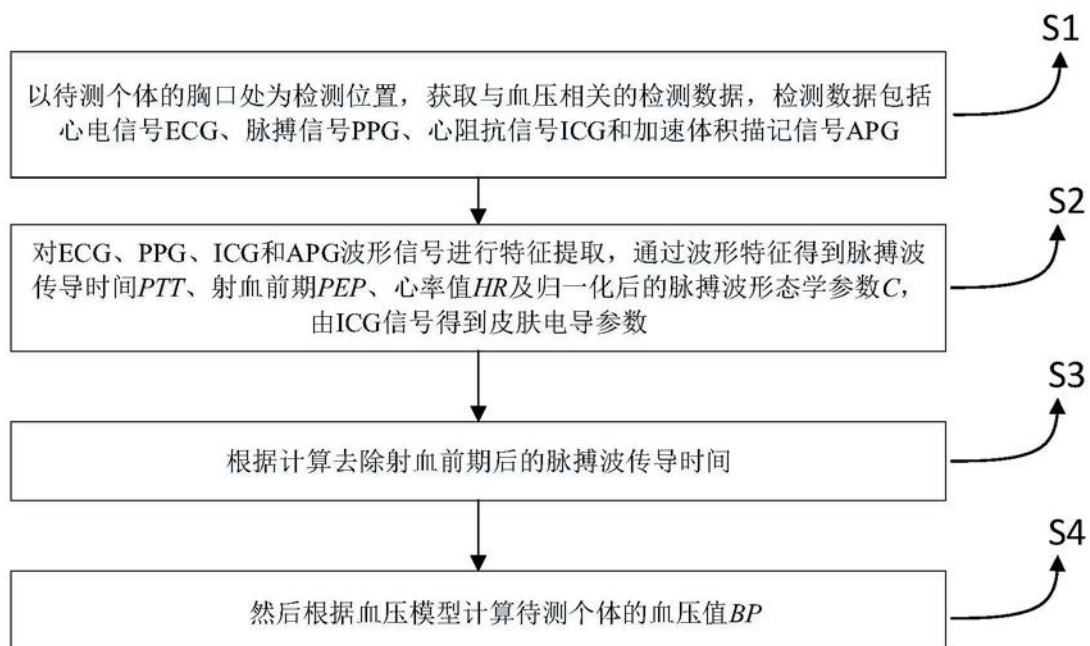 S1
以待测个体的胸口处为检测位置，获取与血压相关的检测数据，检测数据包括
心电信号ECG、脉搏信号PPG、心阻抗信号ICG和加速体积描记信号APG
S2
对ECG、PPG、ICG和APG波形信号进行特征提取，通过波形特征得到脉搏波
传导时间PTT、射血前期PEP、心率值HR及归一化后的脉搏波形态学参数C，
由ICG信号得到皮肤电导参数
S3
根据计算去除射血前期后的脉搏波传导时间
S4
然后根据血压模型计算待测个体的血压值BP